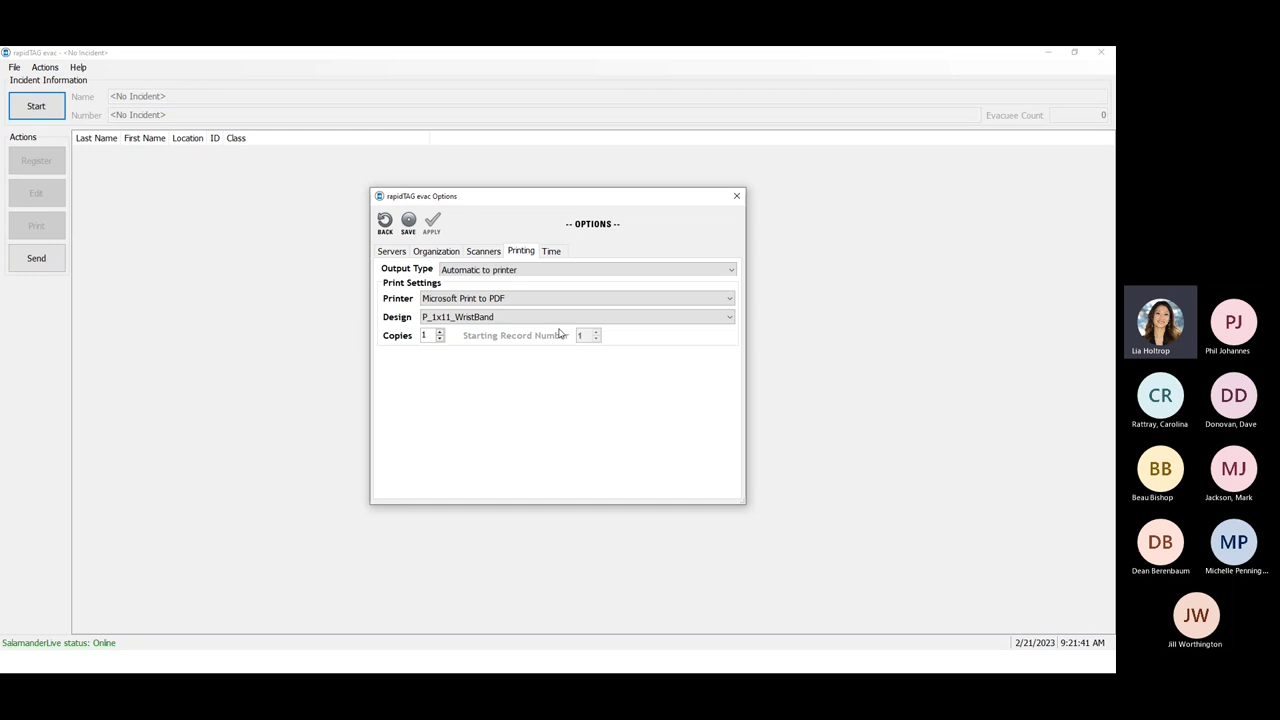 rapidTAG evac - <No Incident>
File Actions Help
Incident Information
Start
Name <No Incident>
Number <No Incident>
Evacuee Count 0
Actions
Register
Edit
Print
Send
Last Name First Name Location ID Class
rapidTAG evac Options
BACK SAVE APPLY
-- OPTIONS --
Servers Organization Scanners Printing Time
Output Type Automatic to printer
Print Settings
Printer Microsoft Print to PDF
Design P_1x11_WristBand
Copies 1 Starting Record Number 1
SalamanderLive status: Online
2/21/2023 9:21:41 AM
Lia Holtrop
PJ
Phil Johannes
CR
Rattray, Carolina
DD
Donovan, Dave
BB
Beau Bishop
MJ
Jackson, Mark
DB
Dean Berenbaum
MP
Michelle Penning...
JW
Jill Worthington